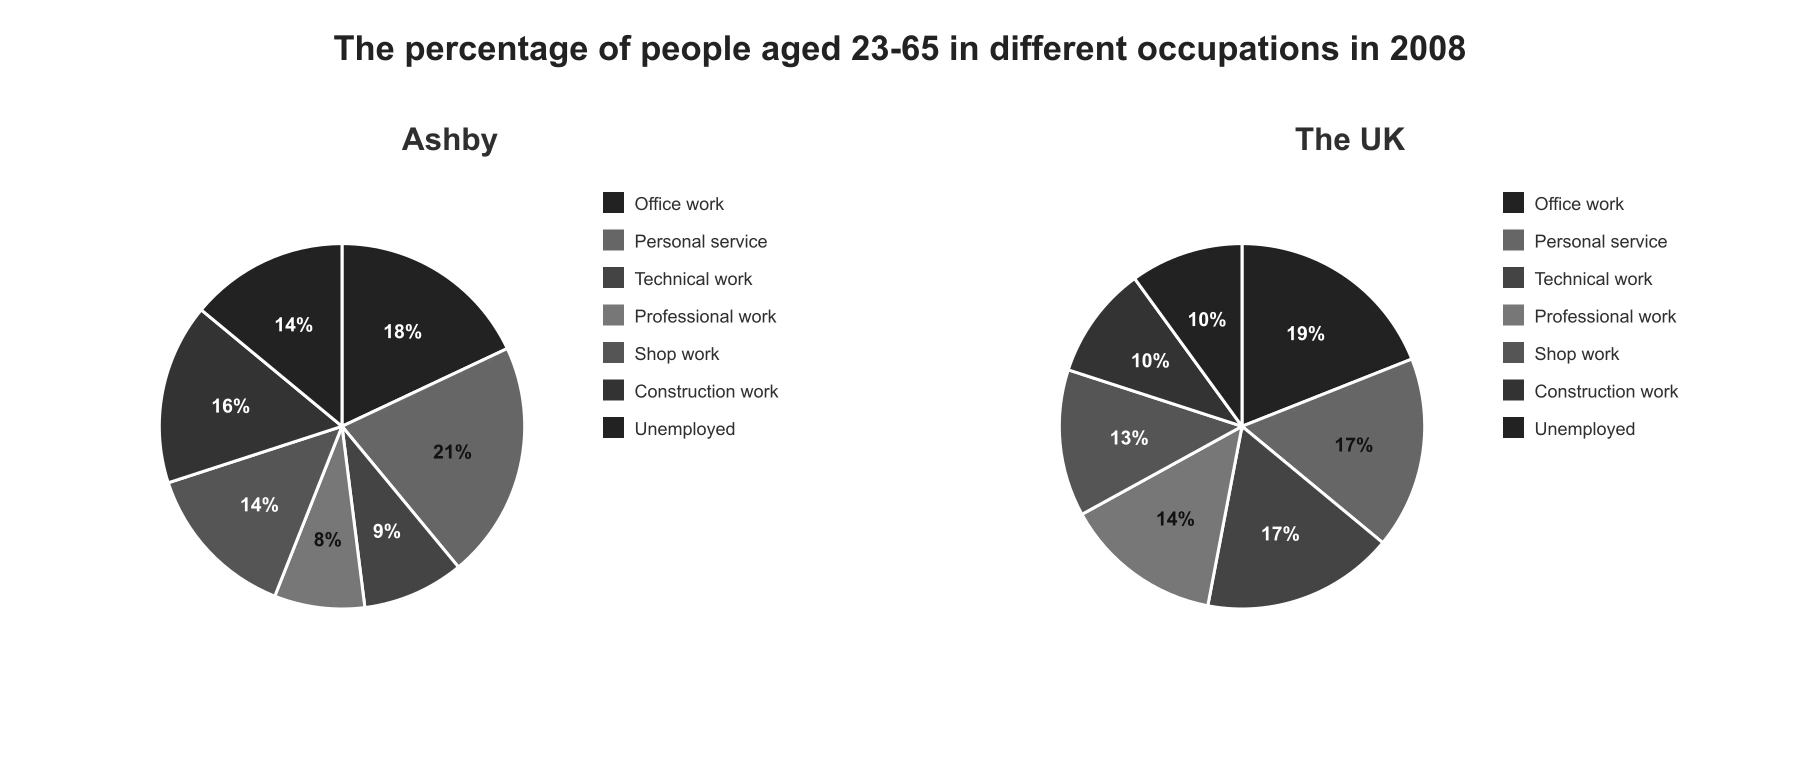 The percentage of people aged 23-65 in different occupations in 2008
Ashby
Office work
Personal service
Technical work
Professional work
Shop work
Construction work
Unemployed
18%
21%
9%
8%
14%
16%
14%
The UK
Office work
Personal service
Technical work
Professional work
Shop work
Construction work
Unemployed
19%
17%
17%
14%
13%
10%
10%